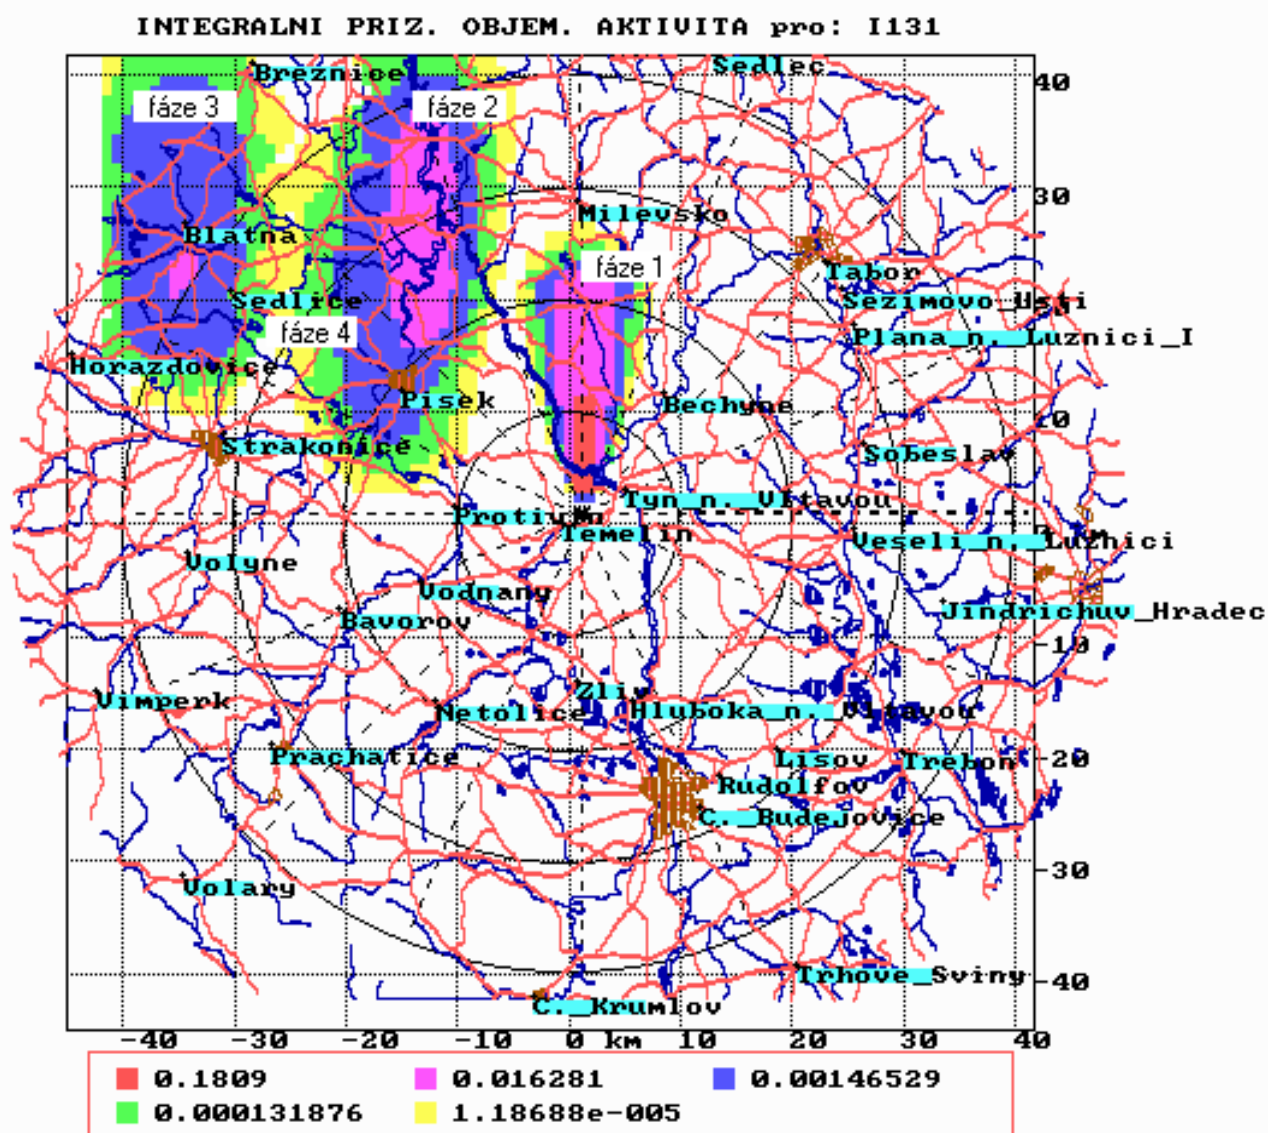 INTEGRALNI PRIZ. OBJEM. AKTIVITA pro: I131
Breznice
Sedlec
40
fáze 3
fáze 2
30
Milevsko
Blatna
fáze 1
Tabor
Sedlice
Sezimovo_Usti
fáze 4
Plana_n._Luznici_I
Horazdovice
Pisek
Bechyne
10
Strakonice
Sobeslav
Tyn_n._Vltavou
Protivin
Temelin
Veseli_n._Luzhici
Volyne
Vodnany
Jindrichuv_Hradec
Bavorov
-10
Zliv
Vimperk
Netolice
Hluboka_n._Vltavou
Prachatice
Lisov
Trebon
-20
Rudolfov
C._Budejovice
-30
Volary
Trhove_Sviny
-40
C._Krumlov
-40 -30 -20 -10 0 km 10 20 30 40
0.1809 0.016281 0.00146529
0.000131876 1.18688e-005